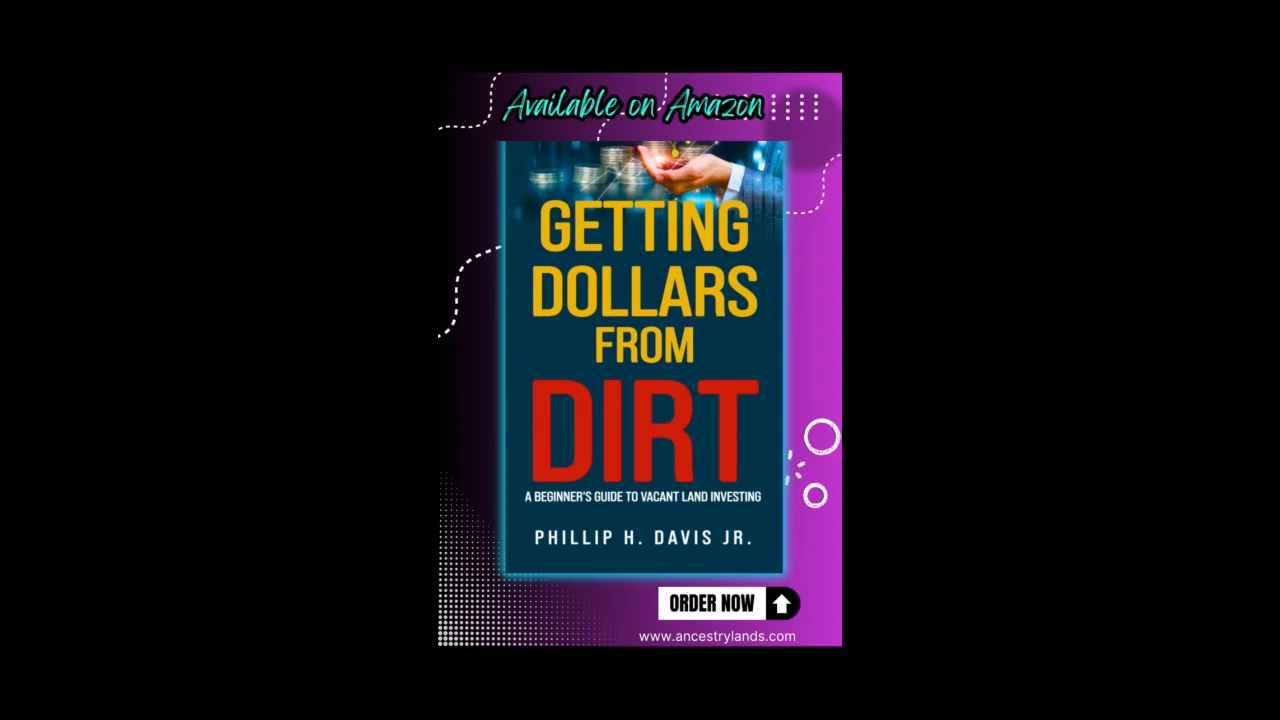 Available on Amazon
GETTING
DOLLARS
FROM
DIRT
A BEGINNER'S GUIDE TO VACANT LAND INVESTING
PHILLIP H. DAVIS JR.
ORDER NOW
www.ancestrylands.com